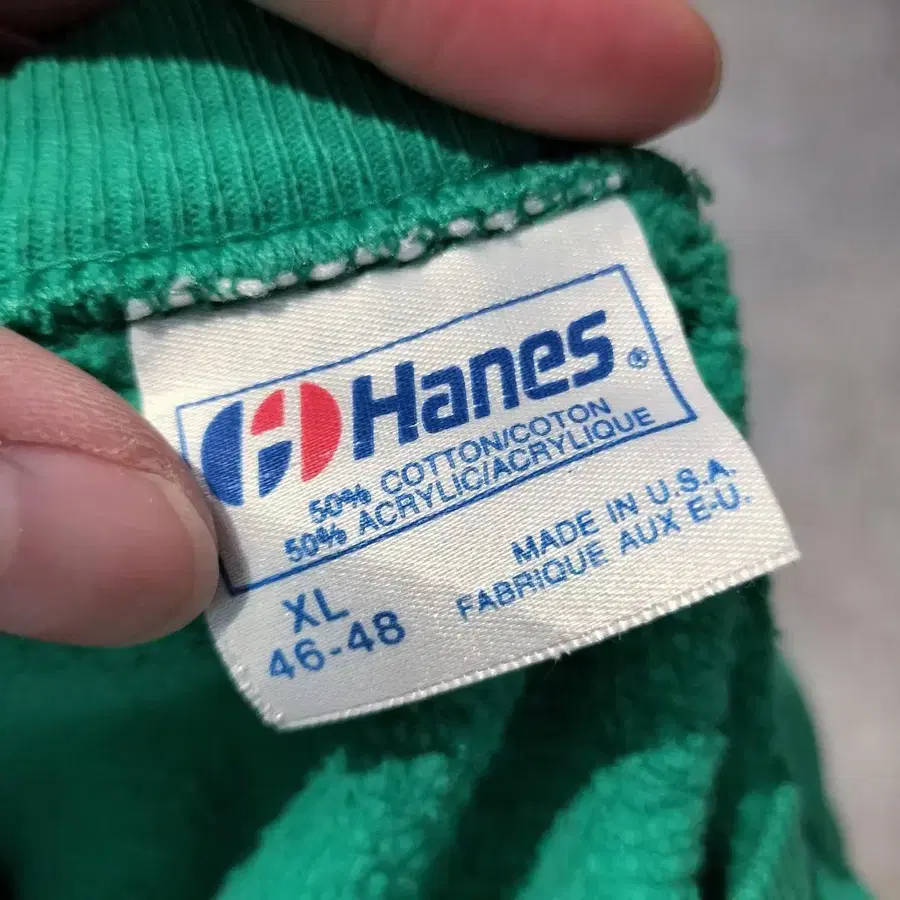 Hanes®
50% COTTON/COTON
50% ACRYLIC/ACRYLIQUE
MADE IN U.S.A.
FABRIQUE AUX E-U.
XL
46-48